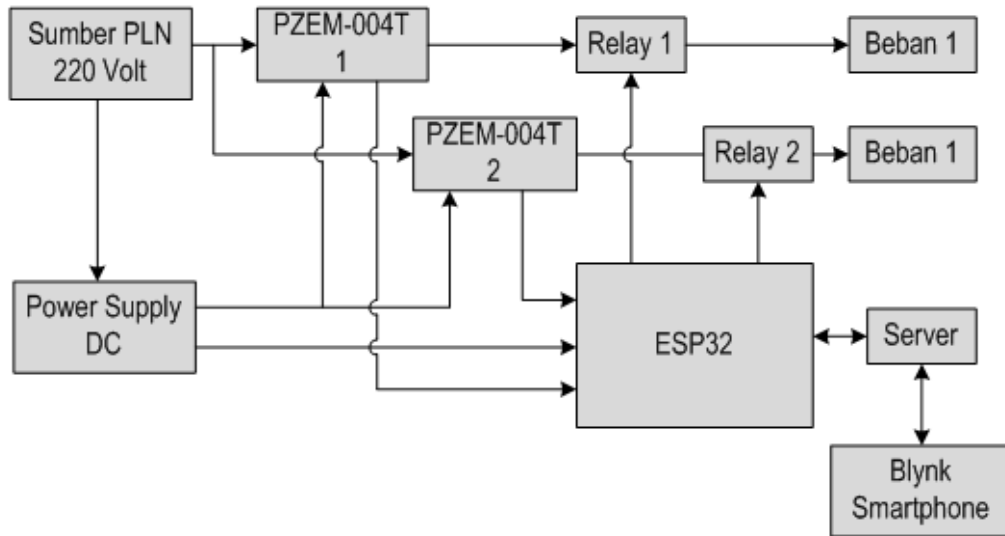 Sumber PLN
220 Volt
PZEM-004T
1
Relay 1
Beban 1
PZEM-004T
2
Relay 2
Beban 1
Power Supply
DC
ESP32
Server
Blynk
Smartphone